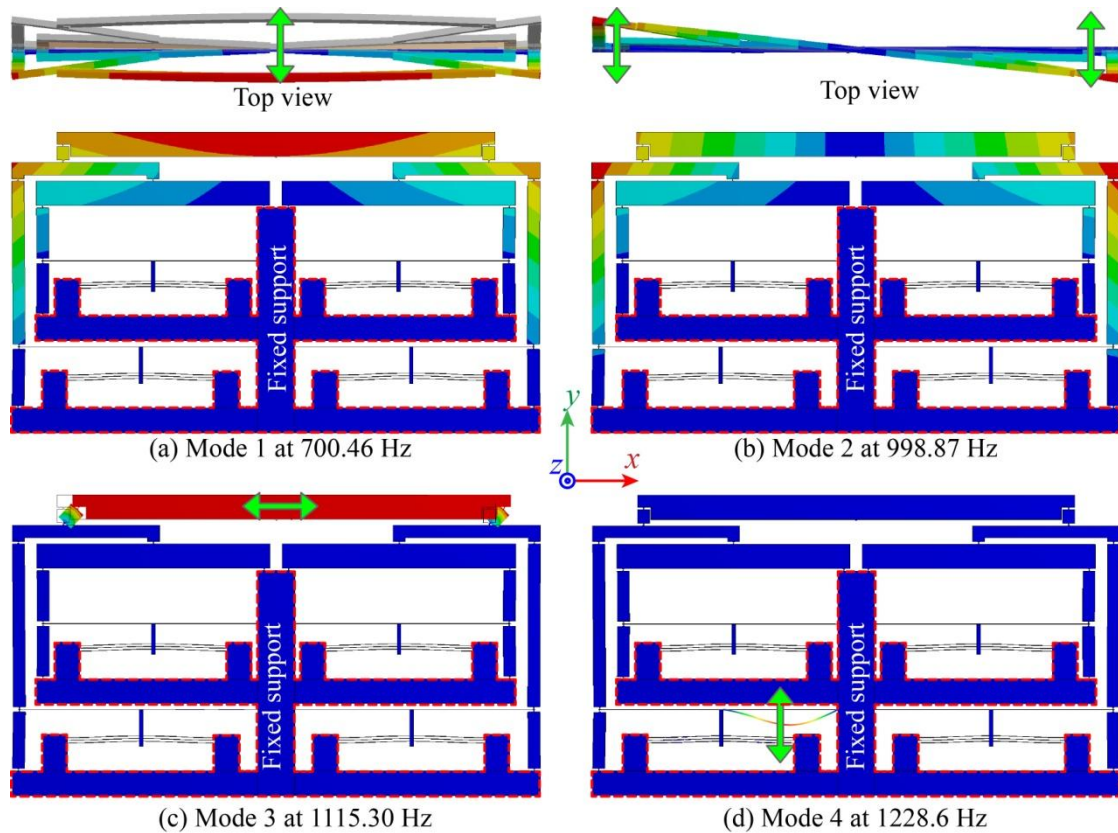 Top view
Top view
Fixed support
Fixed support
(a) Mode 1 at 700.46 Hz
(b) Mode 2 at 998.87 Hz
y
z
x
Fixed support
Fixed support
(c) Mode 3 at 1115.30 Hz
(d) Mode 4 at 1228.6 Hz